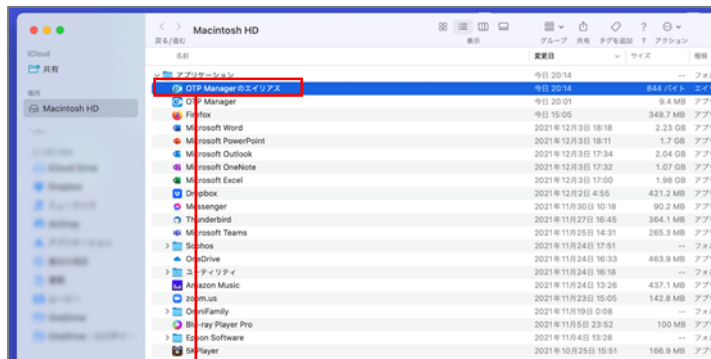 Macintosh HD
戻る/進む 表示 グループ 共有 タグを追加 ? アクション
iCloud
共有
場所
Macintosh HD
名前 変更日 サイズ 種類
アプリケーション 今日 20:14 -- フォ
OTP Managerのエイリアス 今日 20:14 844 バイト エイ
OTP Manager 今日 20:01 9.4 MB アプ
Firefox 今日 15:05 349.7 MB アプ
Microsoft Word 2021年12月3日 18:18 2.23 GB アプ
Microsoft PowerPoint 2021年12月3日 18:11 1.7 GB アプ
Microsoft Outlook 2021年12月3日 17:34 2.04 GB アプ
Microsoft OneNote 2021年12月3日 17:32 1.07 GB アプ
Microsoft Excel 2021年12月3日 17:00 1.98 GB アプ
Dropbox 2021年12月2日 4:55 421.2 MB アプ
Messenger 2021年11月30日 10:18 90.2 MB アプ
Thunderbird 2021年11月27日 16:45 364.1 MB アプ
Microsoft Teams 2021年11月25日 14:31 265.3 MB アプ
Sophos 2021年11月24日 17:51 -- フォ
OneDrive 2021年11月24日 16:33 463.9 MB アプ
ユーティリティ 2021年11月24日 16:18 -- フォ
Amazon Music 2021年11月24日 13:26 437.1 MB アプ
zoom.us 2021年11月23日 15:05 142.8 MB アプ
OmniFamily 2021年11月19日 0:08 -- フォ
Blu-ray Player Pro 2021年11月5日 23:52 100 MB アプ
Epson Software 2021年11月4日 13:28 -- フォ
5KPlayer 2021年10月25日 15:51 166.9 MB アプ